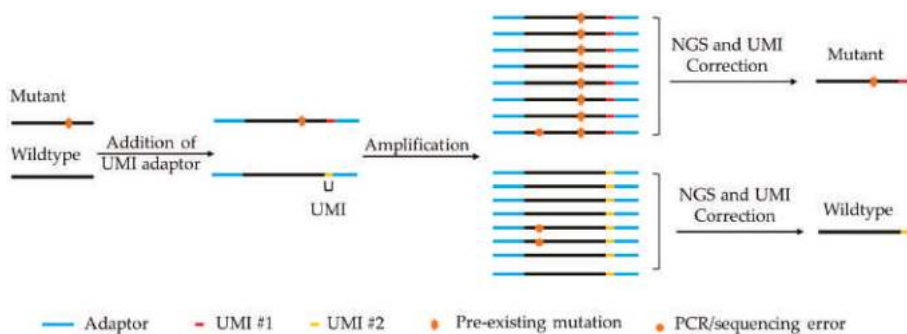 Mutant
Wildtype
Addition of
UMI adaptor
UMI
Amplification
NGS and UMI
Correction
Mutant
NGS and UMI
Correction
Wildtype
Adaptor
UMI #1
UMI #2
Pre-existing mutation
PCR/sequencing error